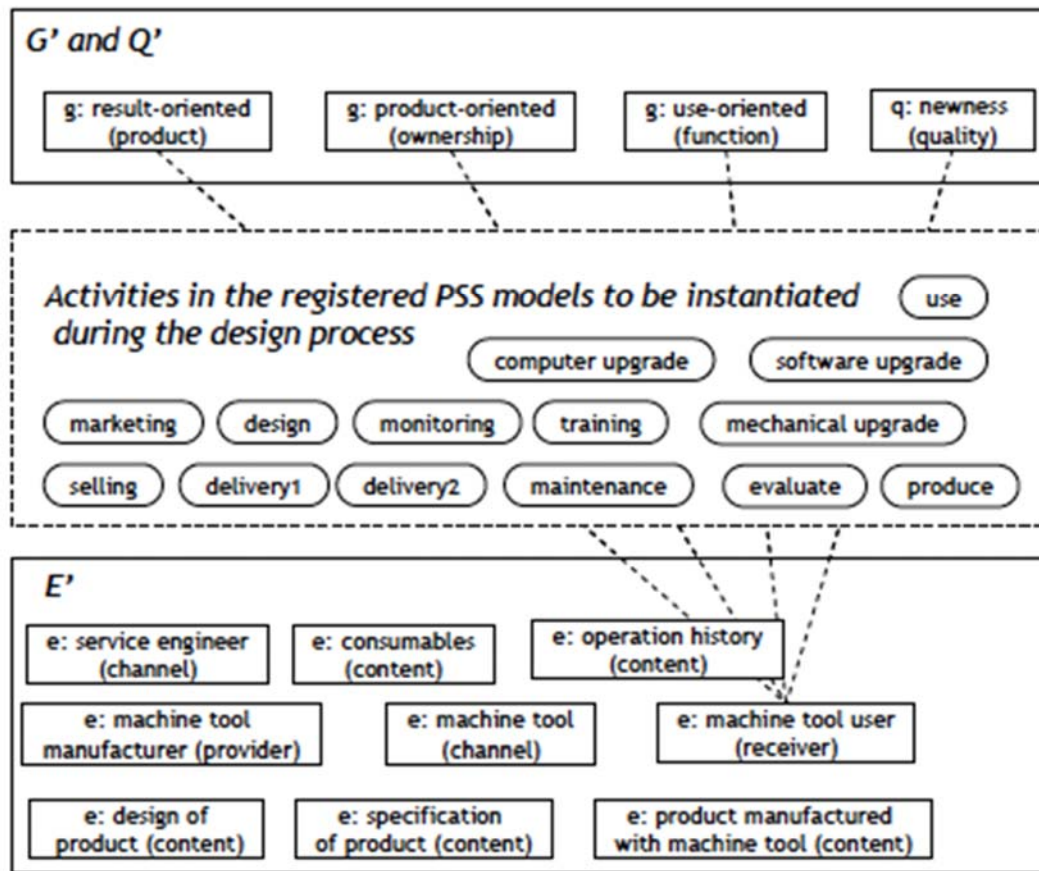 G’ and Q’
g: result-oriented
(product)
g: product-oriented
(ownership)
g: use-oriented
(function)
q: newness
(quality)
Activities in the registered PSS models to be instantiated
during the design process
use
computer upgrade
software upgrade
marketing
design
monitoring
training
mechanical upgrade
selling
delivery1
delivery2
maintenance
evaluate
produce
E’
e: service engineer
(channel)
e: consumables
(content)
e: operation history
(content)
e: machine tool
manufacturer (provider)
e: machine tool
(channel)
e: machine tool user
(receiver)
e: design of
product (content)
e: specification
of product (content)
e: product manufactured
with machine tool (content)